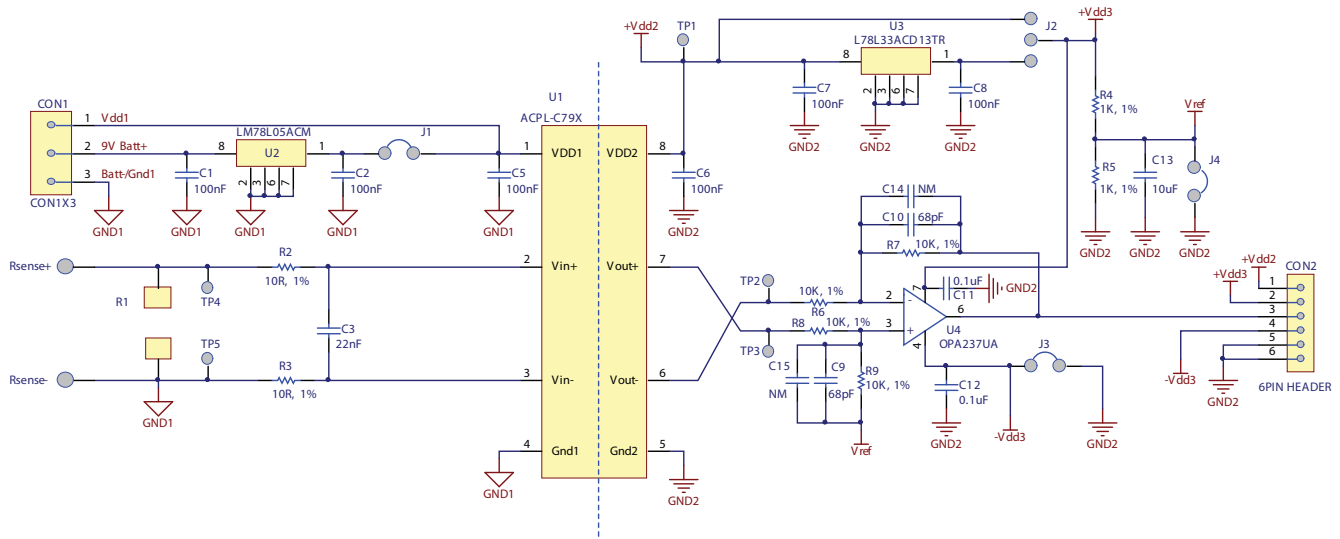 CON1
1 Vdd1
2 9V Batt+
3 Batt-/Gnd1
CON1X3
GND1
C1
100nF
GND1
LM78L05ACM
8 U2 1
2 3 6 7
GND1
C2
100nF
GND1
J1
C5
100nF
GND1
U1
ACPL-C79X
1 VDD1
VDD2 8
2 Vin+
Vout+ 7
3 Vin-
Vout- 6
4 Gnd1
Gnd2 5
GND1
GND2
Rsense+
R1
TP4
R2
10R, 1%
C3
22nF
Rsense-
TP5
R3
10R, 1%
GND1
+Vdd2
TP1
C6
100nF
GND2
C7
100nF
GND2
U3
L78L33ACD13TR
8 1
2 3 6 7
GND2
C8
100nF
GND2
J2
+Vdd3
R4
1K, 1%
R5
1K, 1%
GND2
C13
10uF
GND2
Vref
J4
GND2
C14 NM
C10 68pF
R7 10K, 1%
TP2
10K, 1%
R6
R8 10K, 1%
TP3
C15
NM
C9
68pF
R9
10K, 1%
Vref
2 -
3 +
7
4
6
U4
OPA237UA
0.1uF
C11
GND2
C12
0.1uF
GND2
-Vdd3
J3
GND2
+Vdd2
+Vdd3
CON2
1
2
3
4
5
6
-Vdd3
GND2
6PIN HEADER